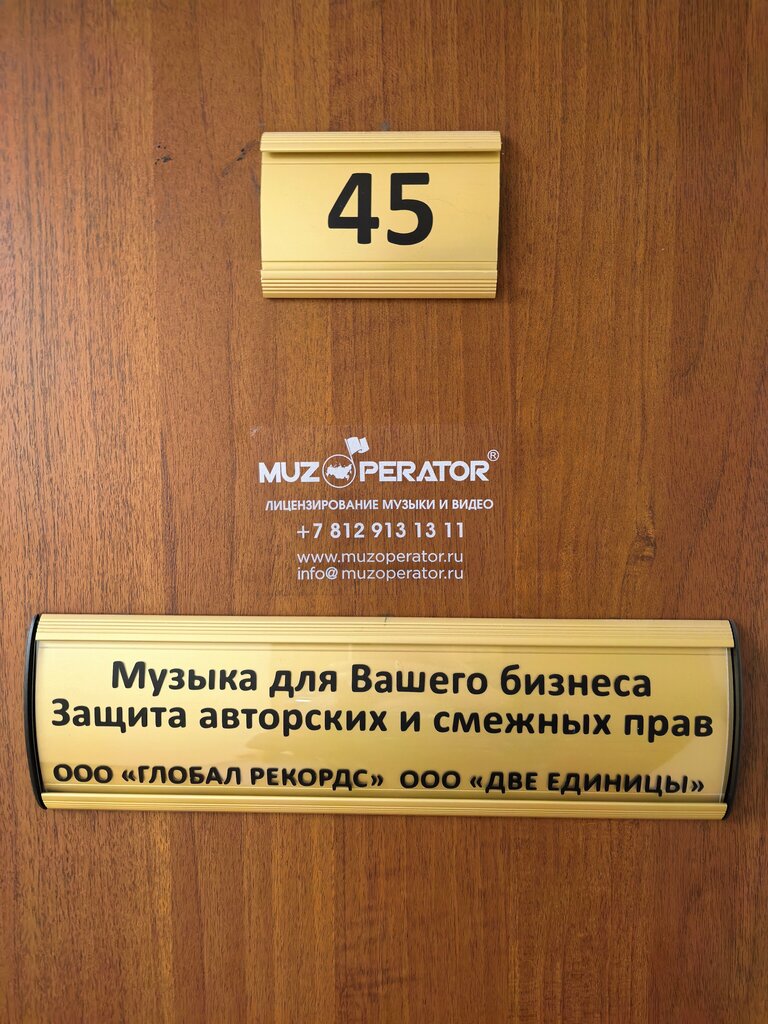 45
MUZOPERATOR®
ЛИЦЕНЗИРОВАНИЕ МУЗЫКИ И ВИДЕО
+7 812 913 13 11
www.muzoperator.ru
info@muzoperator.ru
Музыка для Вашего бизнеса
Защита авторских и смежных прав
ООО «ГЛОБАЛ РЕКОРДС» ООО «ДВЕ ЕДИНИЦЫ»